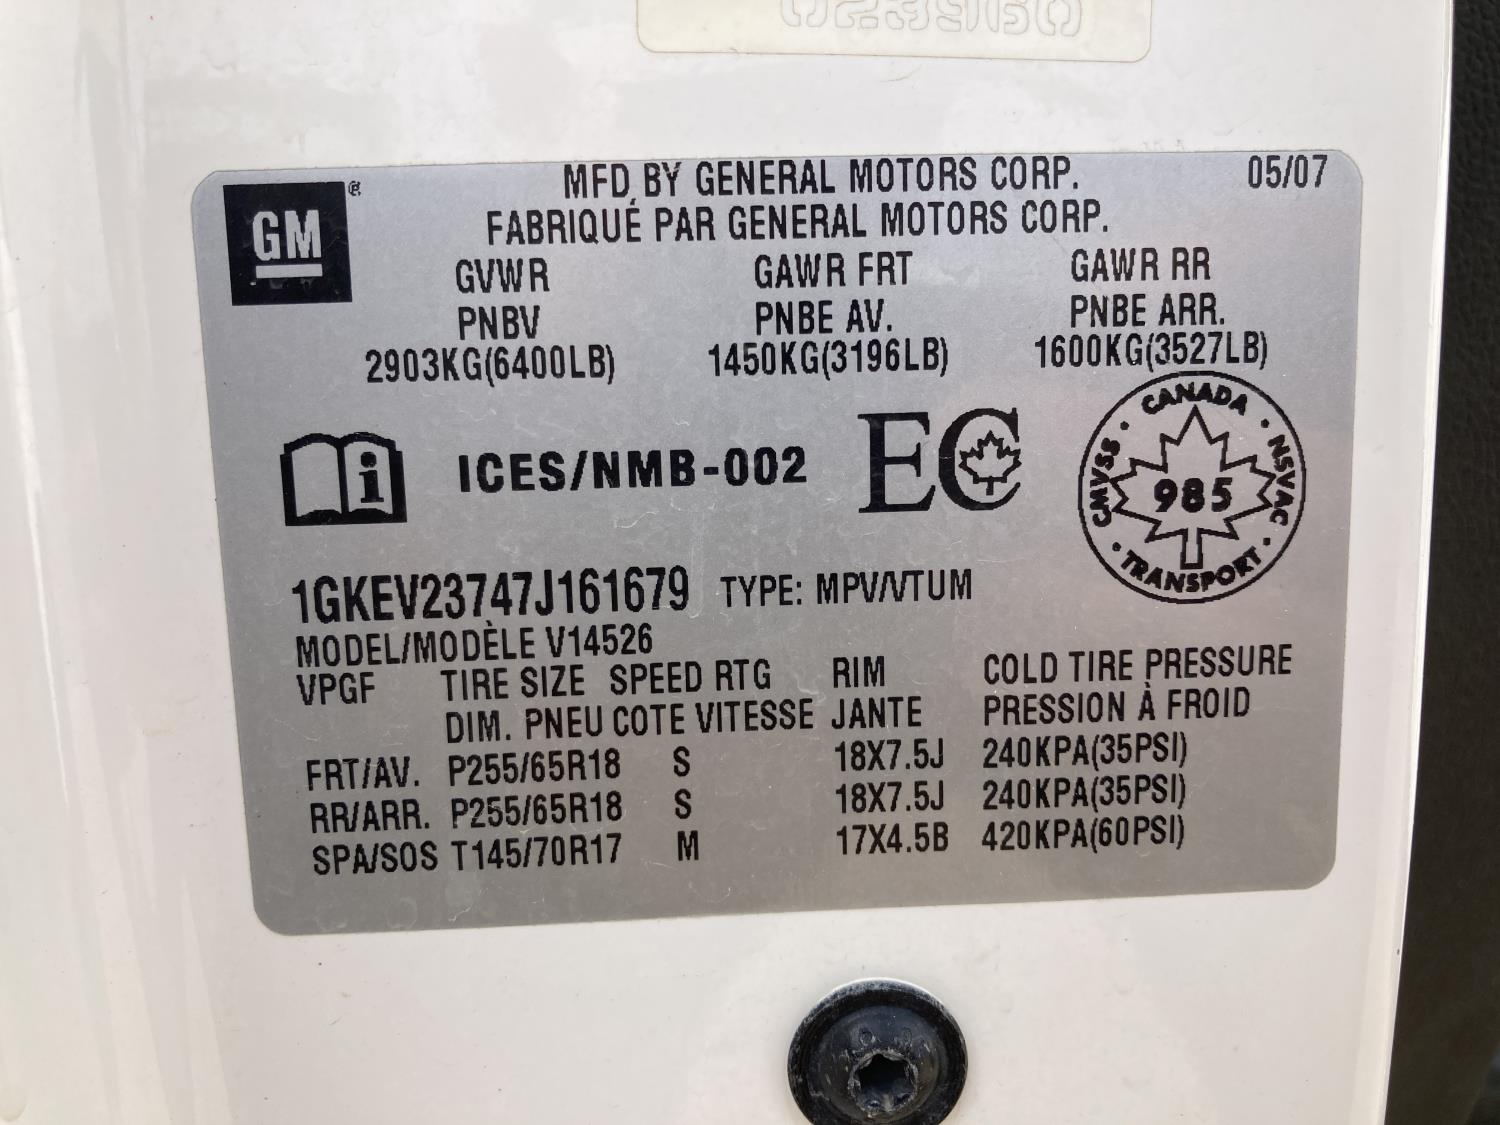 023960
MFD BY GENERAL MOTORS CORP. 05/07
FABRIQUÉ PAR GENERAL MOTORS CORP.
GM ®
GVWR GAWR FRT GAWR RR
PNBV PNBE AV. PNBE ARR.
2903KG(6400LB) 1450KG(3196LB) 1600KG(3527LB)
i ICES/NMB-002 EC
CANADA
CMVSS · 985 · NSVAC
· TRANSPORT ·
1GKEV23747J161679 TYPE: MPV/VTUM
MODEL/MODÈLE V14526
VPGF TIRE SIZE SPEED RTG RIM COLD TIRE PRESSURE
DIM. PNEU COTE VITESSE JANTE PRESSION À FROID
FRT/AV. P255/65R18 S 18X7.5J 240KPA(35PSI)
RR/ARR. P255/65R18 S 18X7.5J 240KPA(35PSI)
SPA/SOS T145/70R17 M 17X4.5B 420KPA(60PSI)